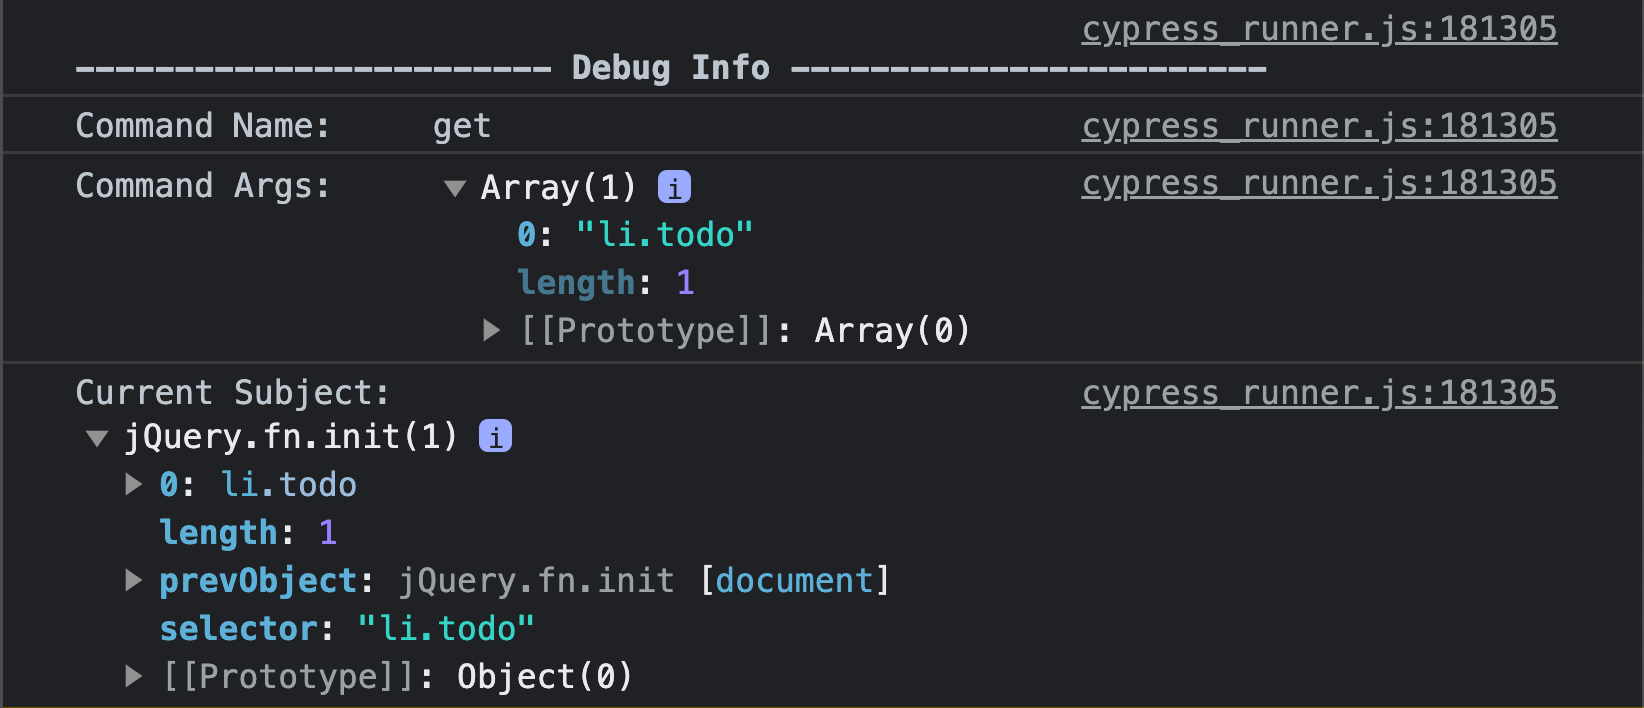 cypress_runner.js:181305
------------------------ Debug Info ------------------------
Command Name: get cypress_runner.js:181305
Command Args: ▼ Array(1) i cypress_runner.js:181305
0: "li.todo"
length: 1
▶ [[Prototype]]: Array(0)
Current Subject: cypress_runner.js:181305
▼ jQuery.fn.init(1) i
▶ 0: li.todo
length: 1
▶ prevObject: jQuery.fn.init [document]
selector: "li.todo"
▶ [[Prototype]]: Object(0)